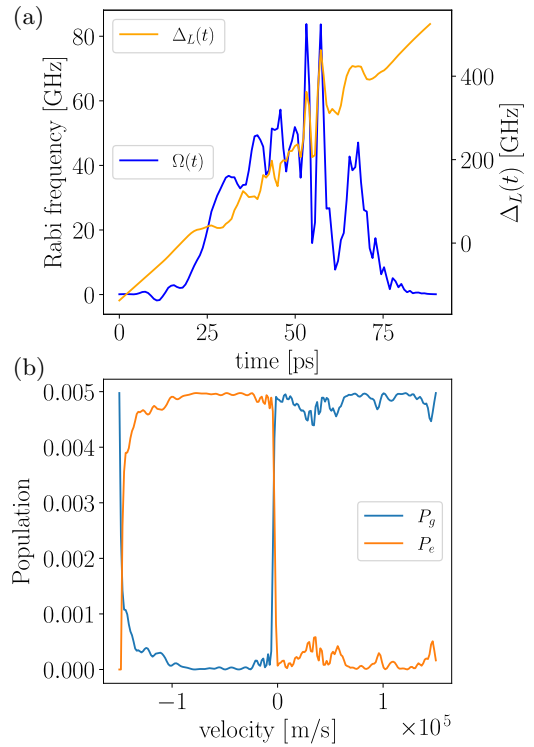 (a)
80
60
40
20
0
Rabi frequency [GHz]
Δ_L(t)
Ω(t)
400
200
0
Δ_L(t) [GHz]
0 25 50 75
time [ps]
(b)
0.005
0.004
0.003
0.002
0.001
0.000
Population
P_g
P_e
−1 0 1
×10^5
velocity [m/s]